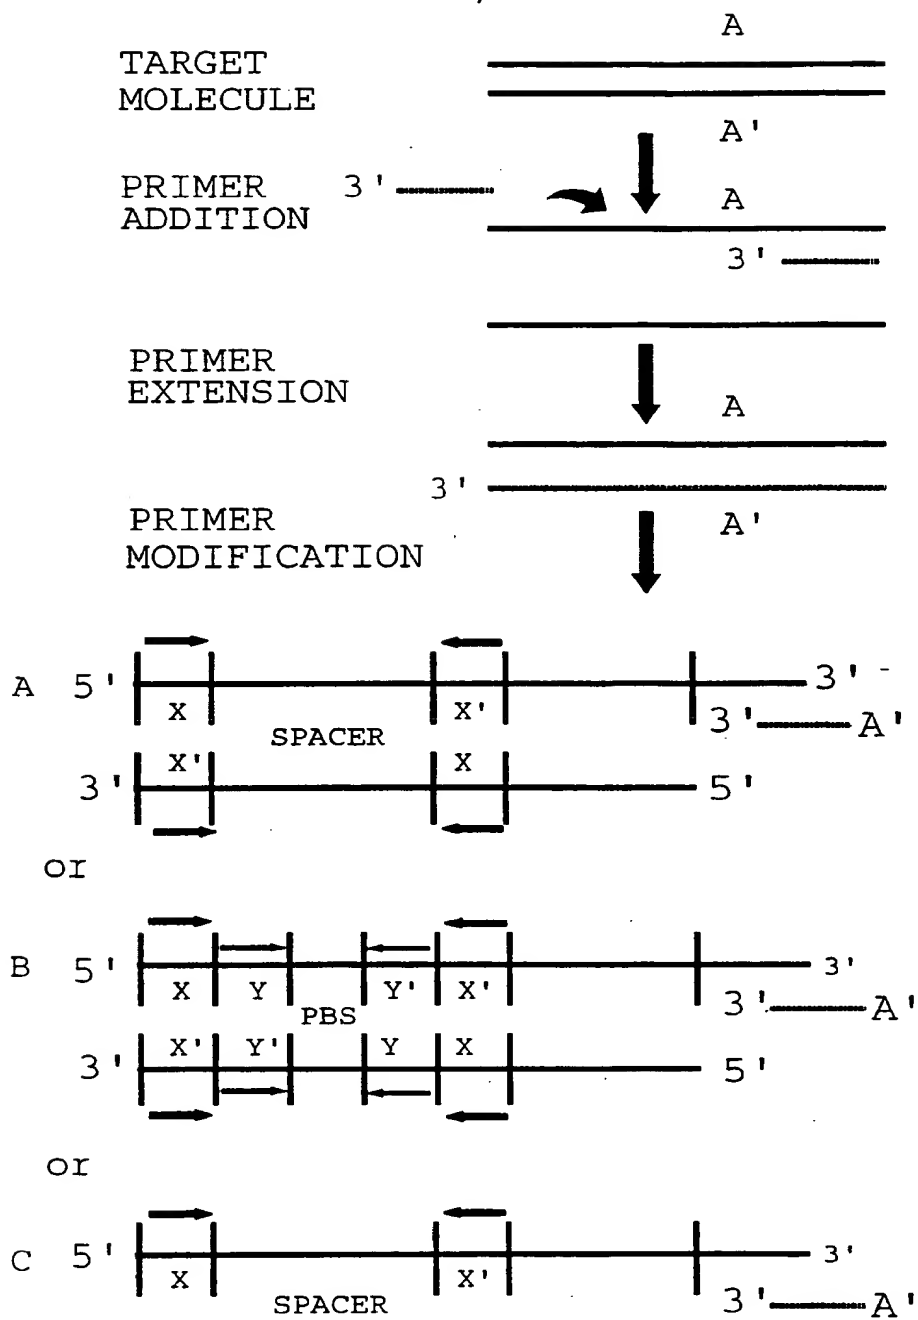 A
TARGET
MOLECULE
A'
PRIMER 3' A
ADDITION
3'
PRIMER
EXTENSION
A
3'
PRIMER A'
MODIFICATION
A 5' 3'
X X' 3' A'
SPACER
X' X
3' 5'
or
B 5' 3'
X Y Y' X' 3' A'
PBS
X' Y' Y X
3' 5'
or
C 5' 3'
X X'
SPACER 3' A'